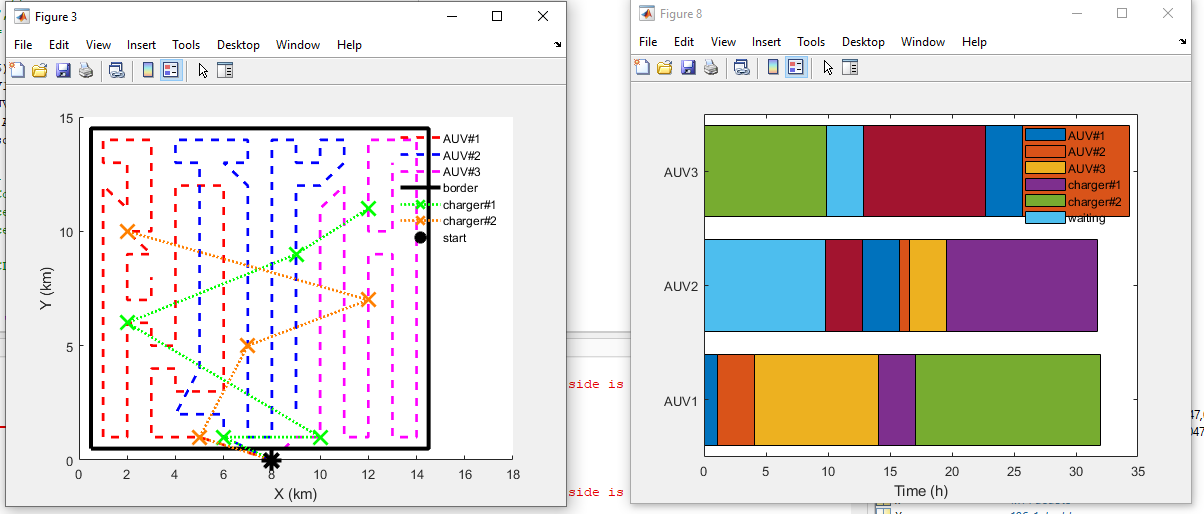 Figure 3
File Edit View Insert Tools Desktop Window Help
15
10
5
0
0 2 4 6 8 10 12 14 16 18
Y (km)
X (km)
AUV#1
AUV#2
AUV#3
border
charger#1
charger#2
start
side is
side is
Figure 8
File Edit View Insert Tools Desktop Window Help
AUV3
AUV2
AUV1
0 5 10 15 20 25 30 35
Time (h)
AUV#1
AUV#2
AUV#3
charger#1
charger#2
waiting